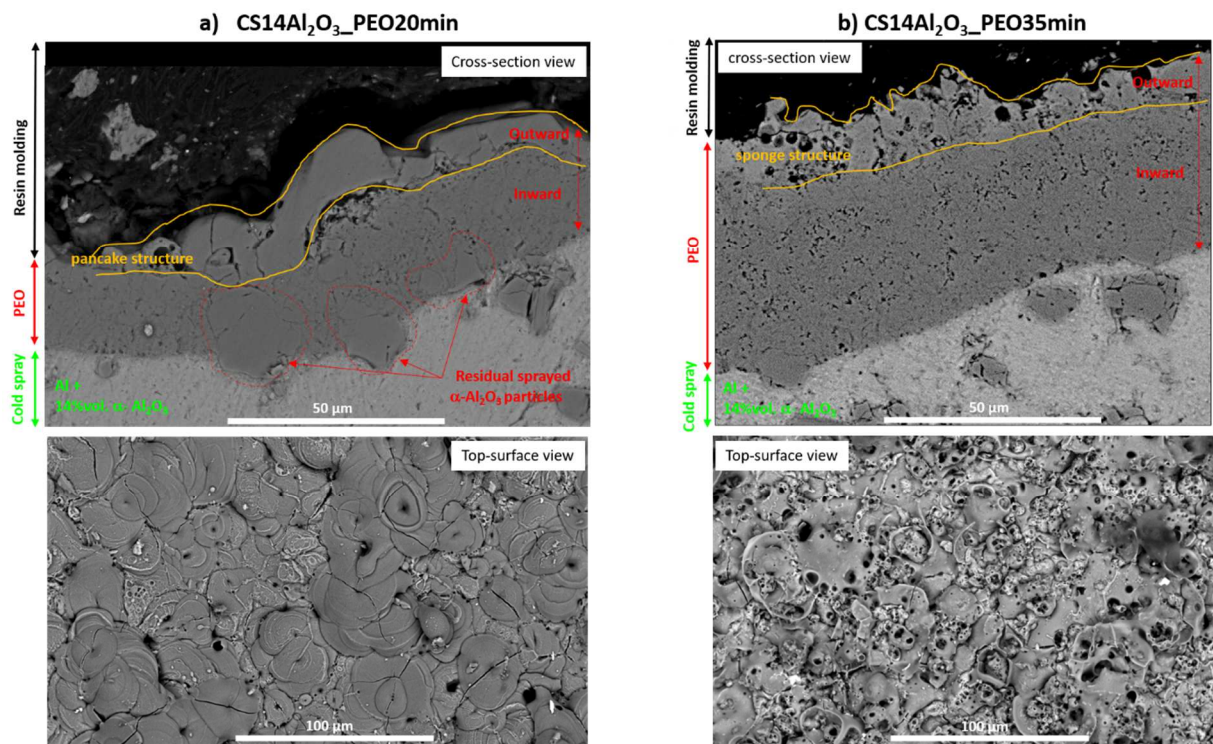 a) CS14Al₂O₃_PEO20min
Resin molding
PEO
Cold spray
Cross-section view
Outward
Inward
pancake structure
Residual sprayed
α-Al₂O₃ particles
Al +
14%vol. α- Al₂O₃
50 µm
Top-surface view
100 µm
b) CS14Al₂O₃_PEO35min
Resin molding
PEO
Cold spray
cross-section view
Outward
sponge structure
Inward
Al +
14%vol. α- Al₂O₃
50 µm
Top-surface view
100 µm